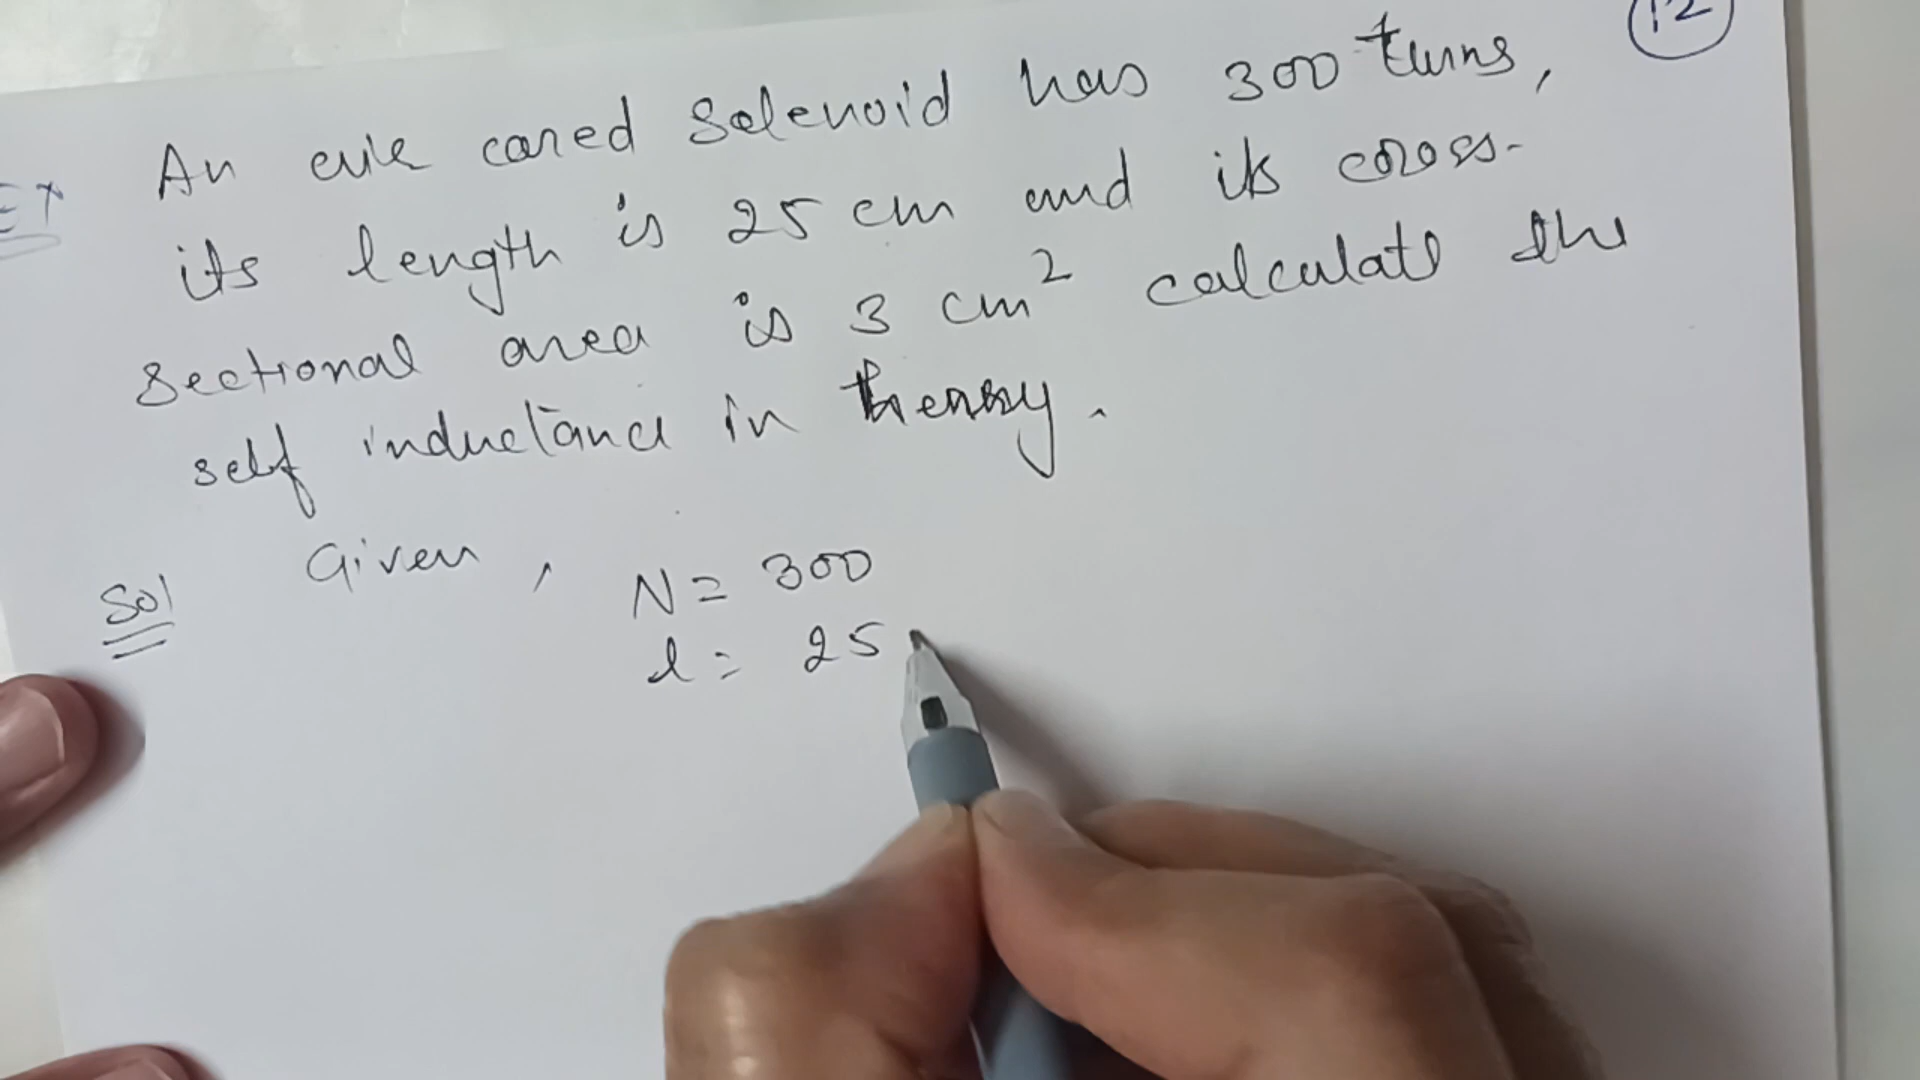 12
An air cored solenoid has 300 turns,
Ex its length is 25 cm and its cross-
sectional area is 3 cm² calculate the
self inductance in henry.
Sol Given, N = 300
l = 25